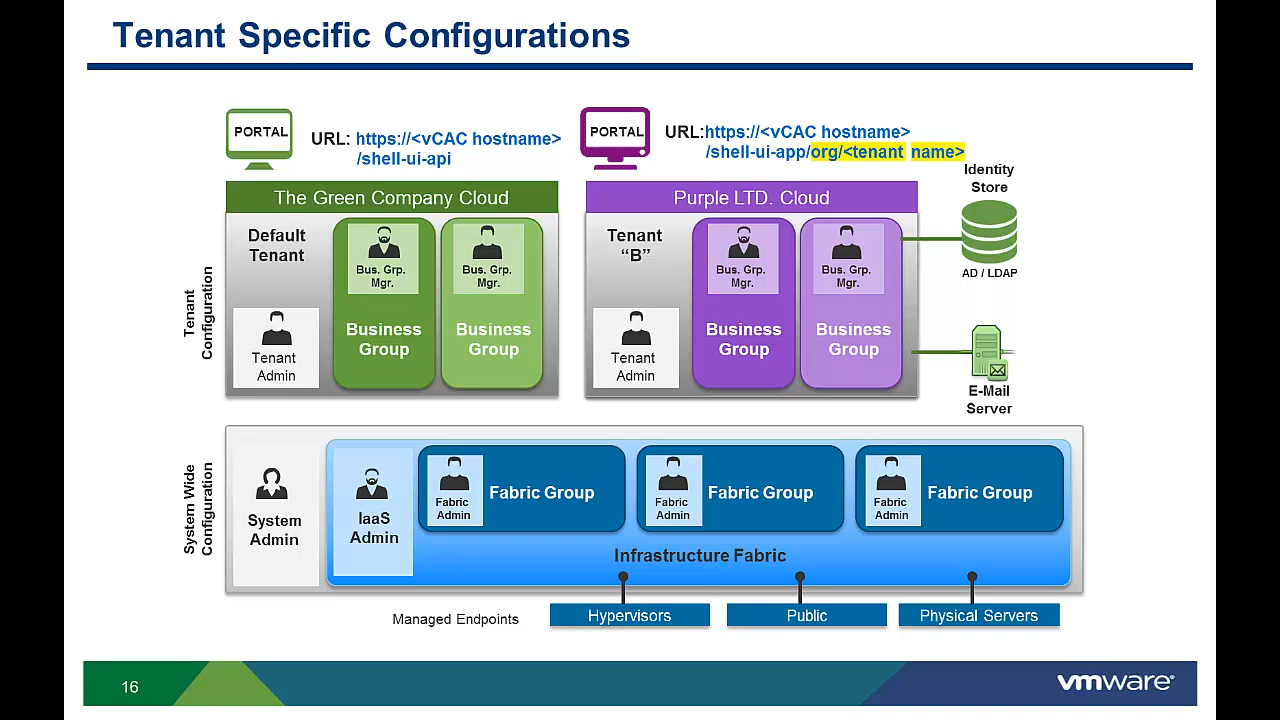 Tenant Specific Configurations
PORTAL
URL: https://<vCAC hostname>
/shell-ui-api
PORTAL
URL:https://<vCAC hostname>
/shell-ui-app/org/<tenant name>
The Green Company Cloud
Purple LTD. Cloud
Identity
Store
AD / LDAP
E-Mail
Server
Tenant
Configuration
Default
Tenant
Tenant
Admin
Bus. Grp.
Mgr.
Business
Group
Bus. Grp.
Mgr.
Business
Group
Tenant
“B”
Tenant
Admin
Bus. Grp.
Mgr.
Business
Group
Bus. Grp.
Mgr.
Business
Group
System Wide
Configuration
System
Admin
IaaS
Admin
Fabric
Admin
Fabric Group
Fabric
Admin
Fabric Group
Fabric
Admin
Fabric Group
Infrastructure Fabric
Managed Endpoints
Hypervisors
Public
Physical Servers
16
vmware®